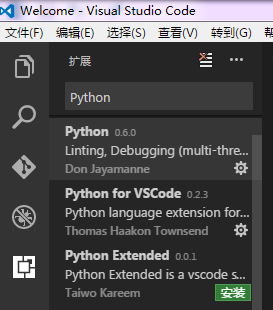 Welcome - Visual Studio Code
文件(F) 编辑(E) 选择(S) 查看(V) 转到(G) 帮
扩展
Python
Python 0.6.0
Linting, Debugging (multi-thre...
Don Jayamanne
Python for VSCode 0.2.3
Python language extension for...
Thomas Haakon Townsend
Python Extended 0.0.1
Python Extended is a vscode s...
Taiwo Kareem 安装